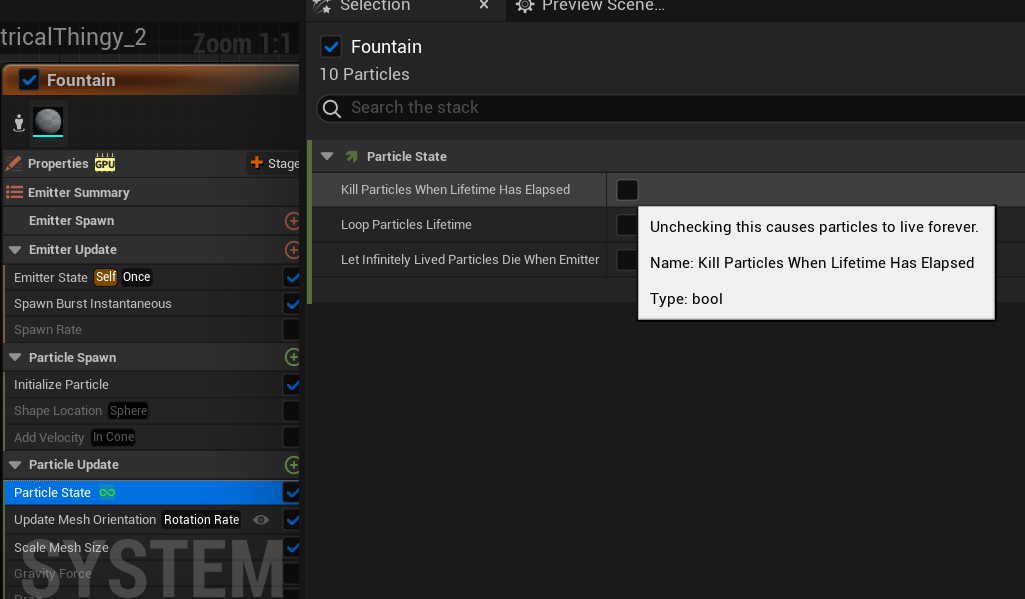 Selection
Preview Scene...
tricalThingy_2
Zoom 1:1
Fountain
Fountain
10 Particles
Search the stack
Properties GPU
Stage
Emitter Summary
Emitter Spawn
Emitter Update
Emitter State Self Once
Spawn Burst Instantaneous
Spawn Rate
Particle Spawn
Initialize Particle
Shape Location Sphere
Add Velocity In Cone
Particle Update
Particle State
Update Mesh Orientation Rotation Rate
Scale Mesh Size
Gravity Force
Drag
SYSTEM
Particle State
Kill Particles When Lifetime Has Elapsed
Loop Particles Lifetime
Let Infinitely Lived Particles Die When Emitter
Unchecking this causes particles to live forever.
Name: Kill Particles When Lifetime Has Elapsed
Type: bool